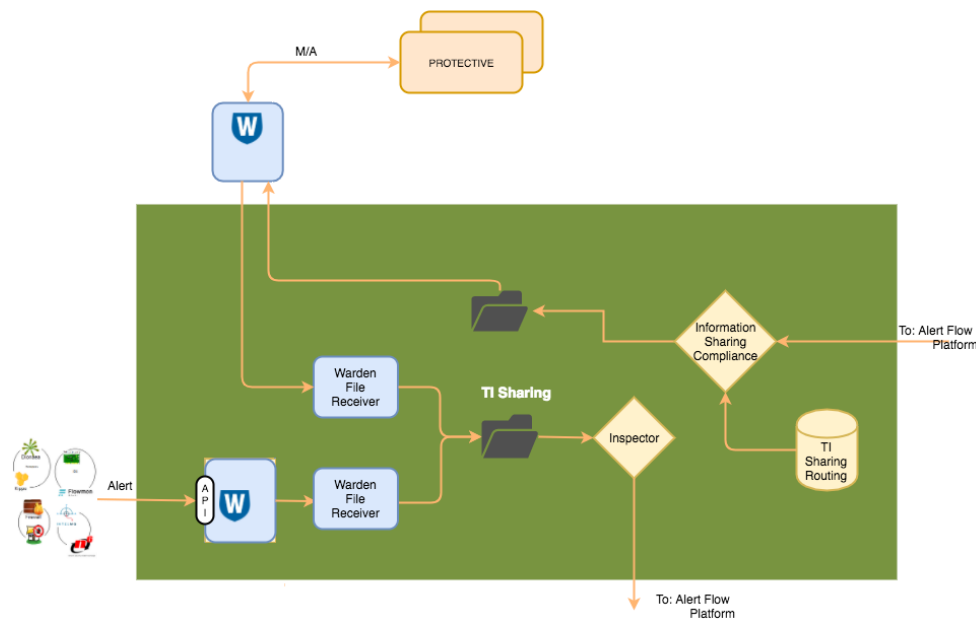 PROTECTIVE
M/A
W
Information
Sharing
Compliance
To: Alert Flow
Platform
Warden
File
Receiver
TI Sharing
Inspector
TI
Sharing
Routing
Flowmon
Alert
API
W
Warden
File
Receiver
To: Alert Flow
Platform